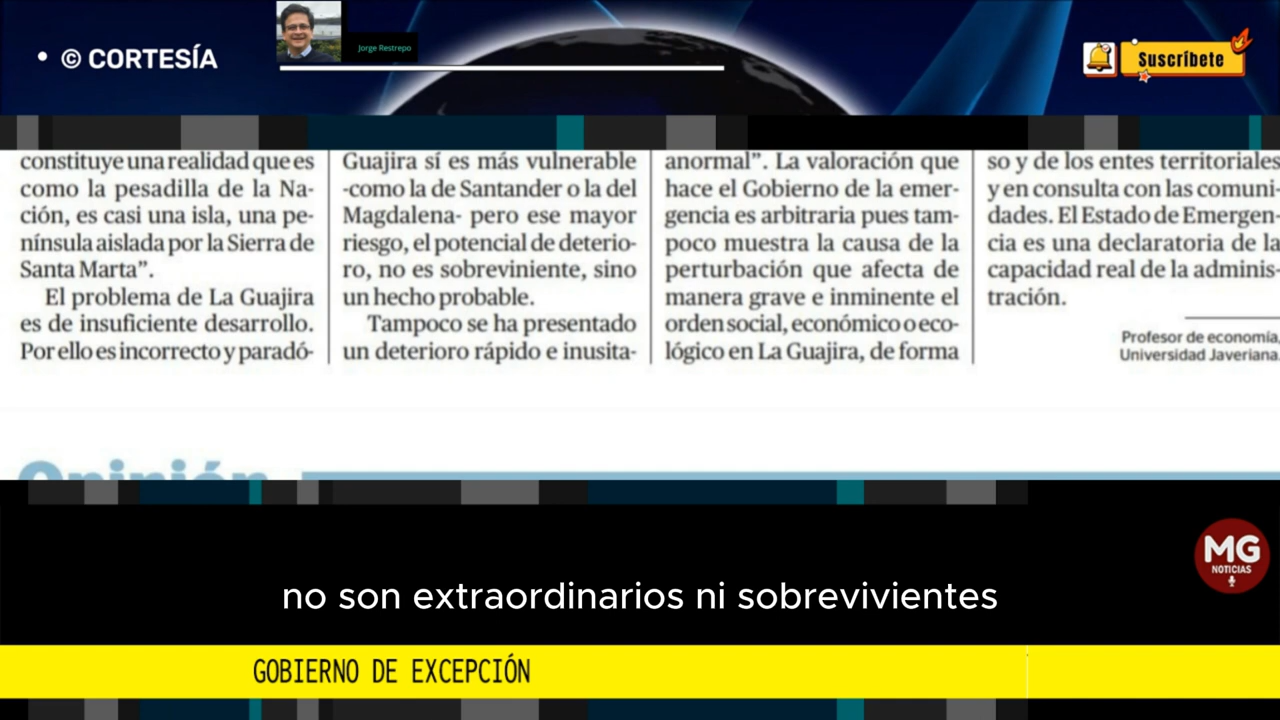 • © CORTESÍA
Jorge Restrepo
Suscríbete
constituye una realidad que es
como la pesadilla de la Na-
ción, es casi una isla, una pe-
nínsula aislada por la Sierra de
Santa Marta”.
El problema de La Guajira
es de insuficiente desarrollo.
Por ello es incorrecto y paradó-
Guajira sí es más vulnerable
-como la de Santander o la del
Magdalena- pero ese mayor
riesgo, el potencial de deterio-
ro, no es sobreviniente, sino
un hecho probable.
Tampoco se ha presentado
un deterioro rápido e inusita-
anormal”. La valoración que
hace el Gobierno de la emer-
gencia es arbitraria pues tam-
poco muestra la causa de la
perturbación que afecta de
manera grave e inminente el
orden social, económico o eco-
lógico en La Guajira, de forma
so y de los entes territoriales
y en consulta con las comuni-
dades. El Estado de Emergen-
cia es una declaratoria de la
capacidad real de la adminis-
tración.
Profesor de economía,
Universidad Javeriana.
Opinión
MG
NOTICIAS
no son extraordinarios ni sobrevivientes
GOBIERNO DE EXCEPCIÓN